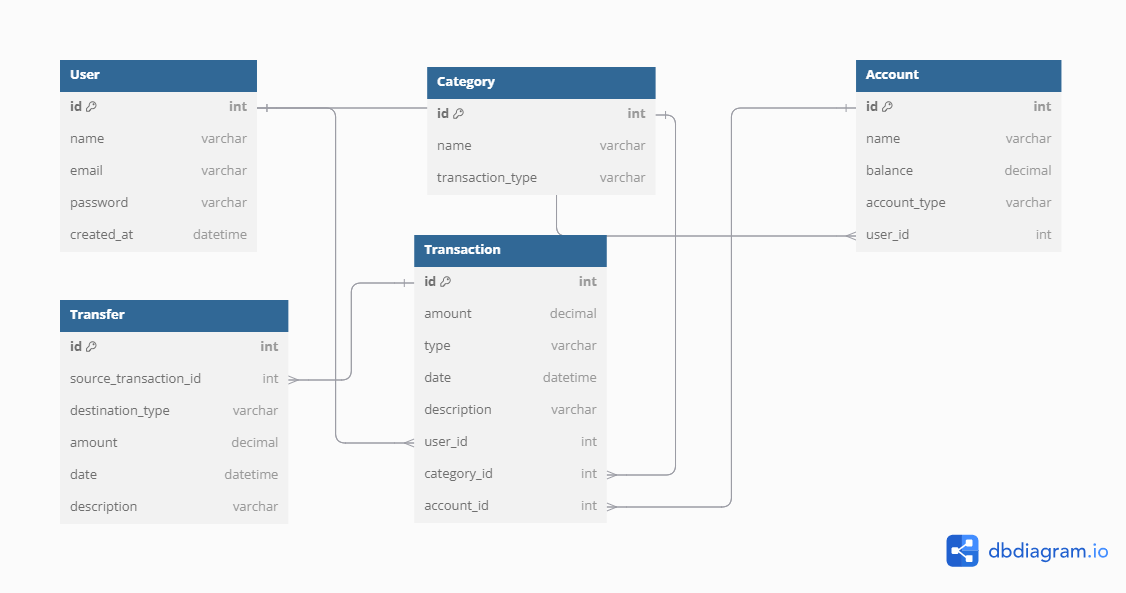 User
id int
name varchar
email varchar
password varchar
created_at datetime
Category
id int
name varchar
transaction_type varchar
Account
id int
name varchar
balance decimal
account_type varchar
user_id int
Transaction
id int
amount decimal
type varchar
date datetime
description varchar
user_id int
category_id int
account_id int
Transfer
id int
source_transaction_id int
destination_type varchar
amount decimal
date datetime
description varchar
dbdiagram.io